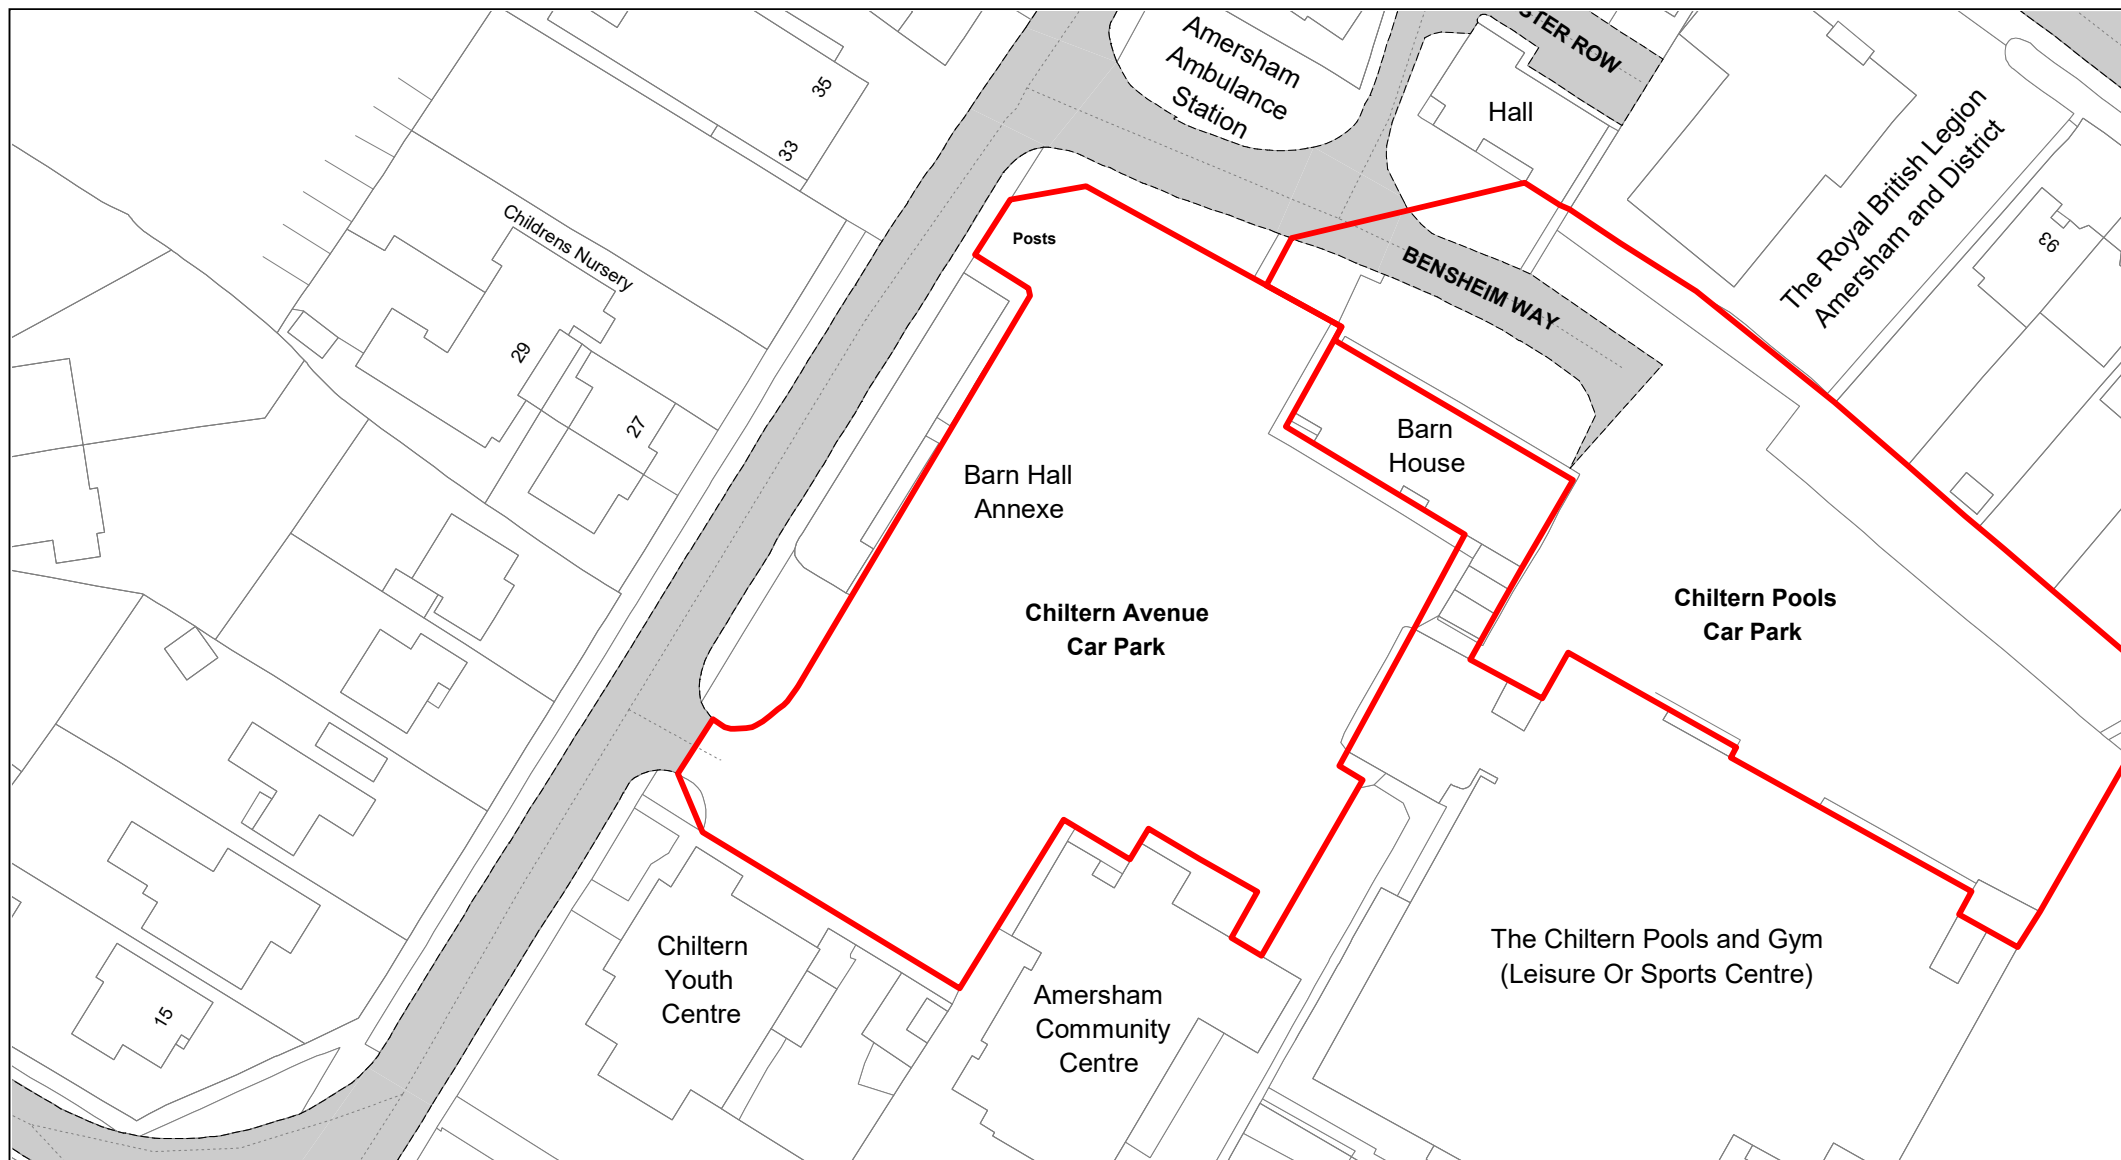 Amersham
Ambulance
Station
STER ROW
Hall
The Royal British Legion
Amersham and District
93
35
33
Childrens Nursery
29
27
Posts
BENSHEIM WAY
Barn
House
Barn Hall
Annexe
Chiltern Avenue
Car Park
Chiltern Pools
Car Park
Chiltern
Youth
Centre
Amersham
Community
Centre
The Chiltern Pools and Gym
(Leisure Or Sports Centre)
15